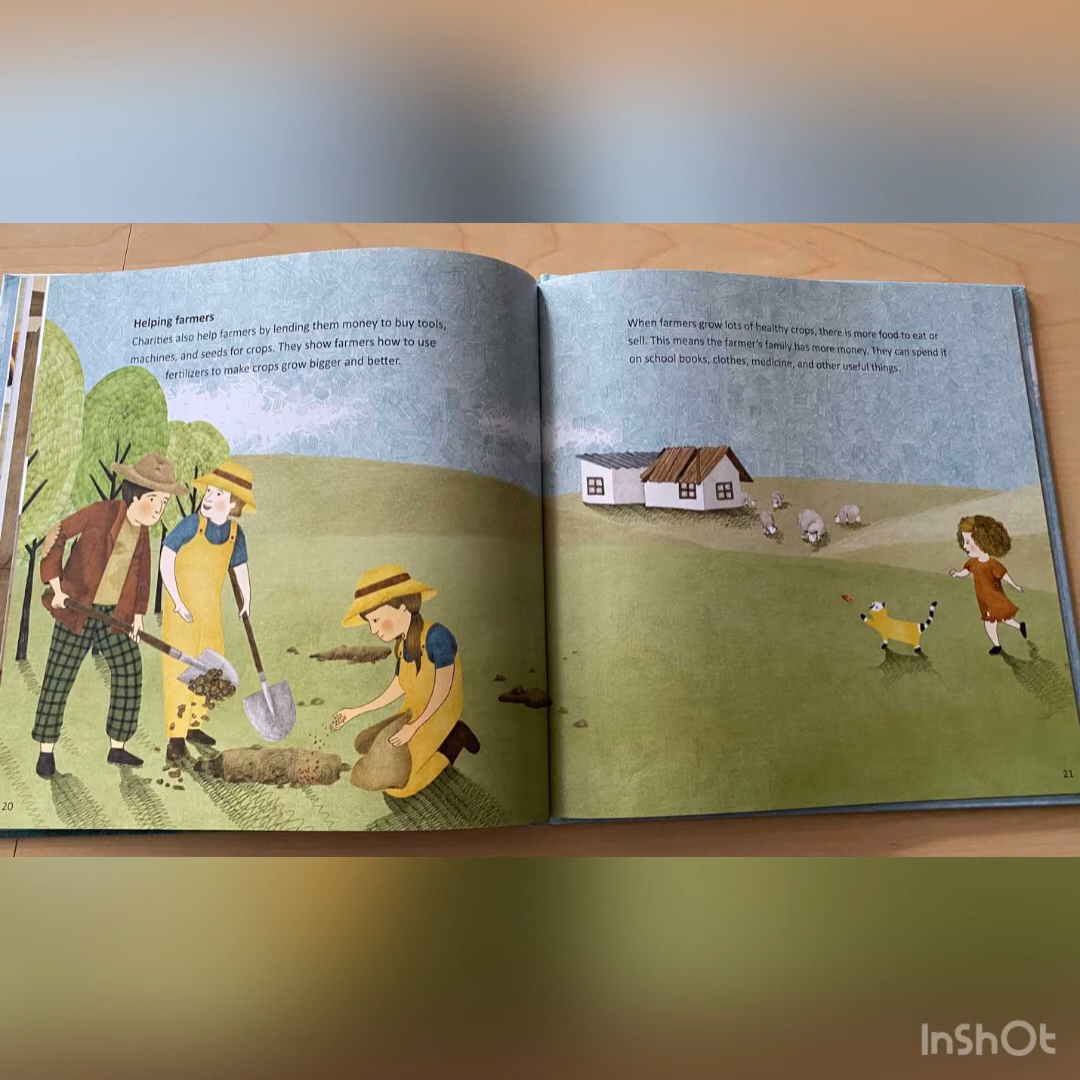 Helping farmers
Charities also help farmers by lending them money to buy tools,
machines, and seeds for crops. They show farmers how to use
fertilizers to make crops grow bigger and better.
When farmers grow lots of healthy crops, there is more food to eat or
sell. This means the farmer's family has more money. They can spend it
on school books, clothes, medicine, and other useful things.
20
21
InShOt